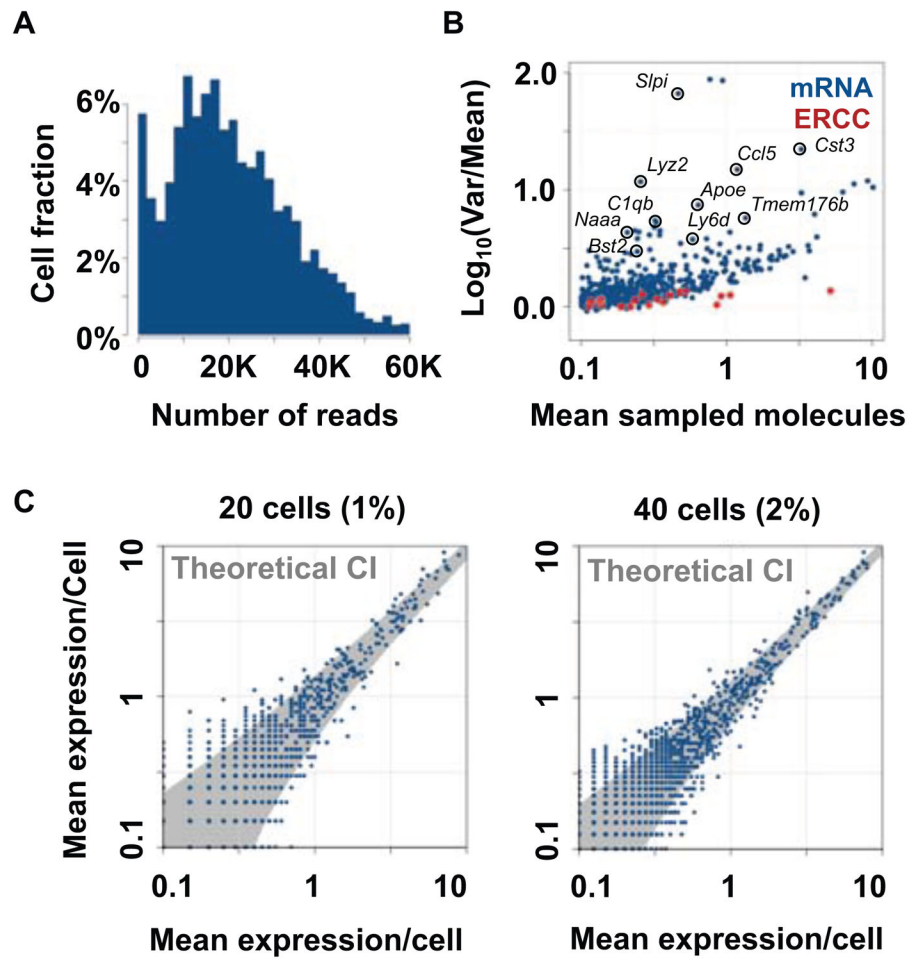 A
6%
4%
2%
0%
Cell fraction
0 20K 40K 60K
Number of reads
B
2.0
1.0
0.0
Log10(Var/Mean)
mRNA
ERCC
Slpi
Cst3
Ccl5
Lyz2
Apoe
Tmem176b
C1qb
Ly6d
Naaa
Bst2
0.1 1 10
Mean sampled molecules
C
20 cells (1%)
Theoretical CI
10
1
0.1
Mean expression/Cell
0.1 1 10
Mean expression/cell
40 cells (2%)
Theoretical CI
10
1
0.1
0.1 1 10
Mean expression/cell